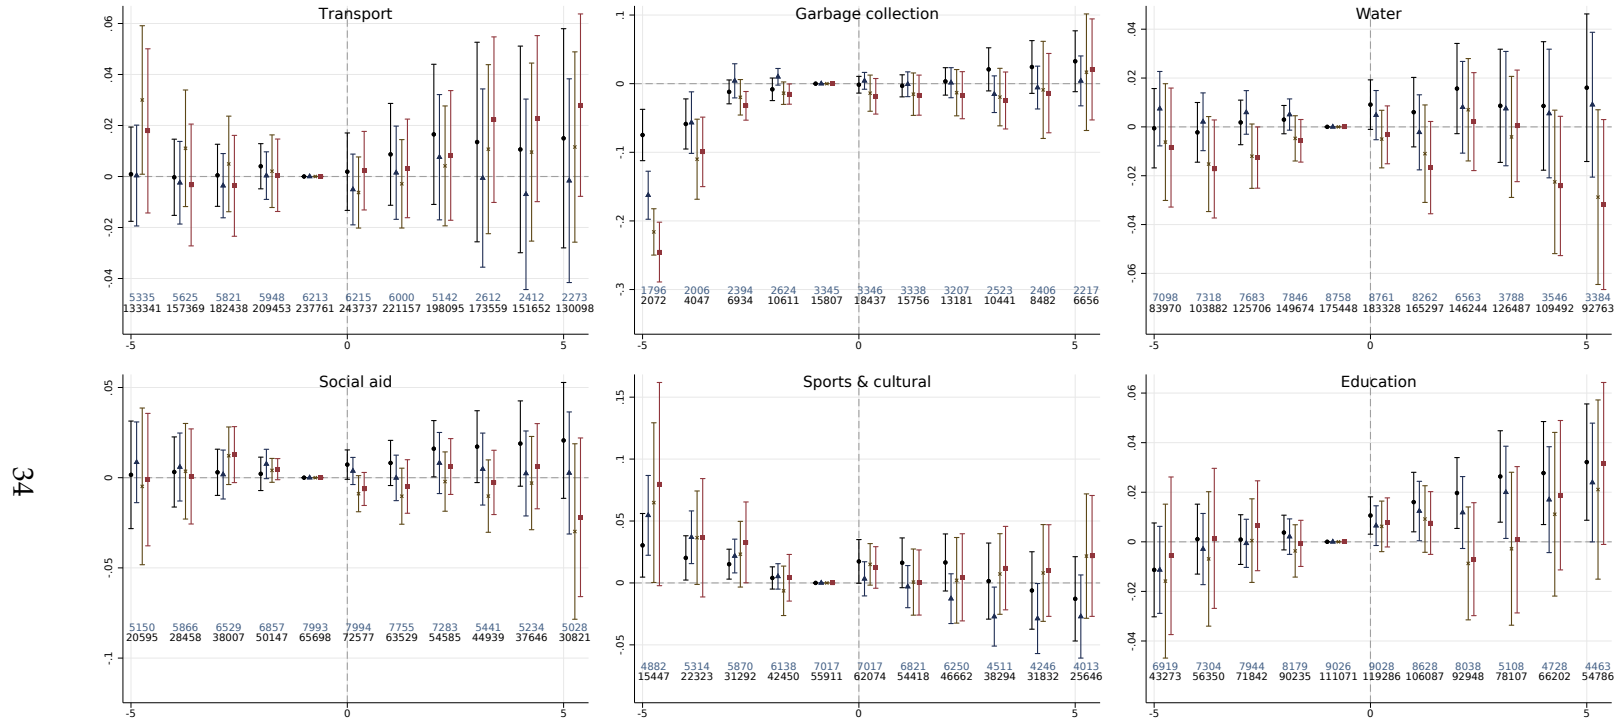 Transport
.06
.04
.02
0
-.02
-.04
5335 5625 5821 5948 6213 6215 6000 5142 2612 2412 2273
133341 157369 182438 209453 237761 243737 221157 198095 173559 151652 130098
-5 0 5
Garbage collection
.1
0
-.1
-.2
-.3
1796 2006 2394 2624 3345 3346 3338 3207 2523 2406 2217
2072 4047 6934 10611 15807 18437 15756 13181 10441 8482 6656
-5 0 5
Water
.04
.02
0
-.02
-.04
-.06
7098 7318 7683 7846 8758 8761 8262 6563 3788 3546 3384
83970 103882 125706 149674 175448 183328 165297 146244 126487 109492 92763
-5 0 5
Social aid
.05
0
-.05
-.1
5150 5866 6529 6857 7993 7994 7755 7283 5441 5234 5028
20595 28458 38007 50147 65698 72577 63529 54585 44939 37646 30821
-5 0 5
Sports & cultural
.15
.1
.05
0
-.05
4882 5314 5870 6138 7017 7017 6821 6250 4511 4246 4013
15447 22323 31292 42450 55911 62074 54418 46662 38294 31832 25646
-5 0 5
Education
.06
.04
.02
0
-.02
-.04
6919 7304 7944 8179 9026 9028 8628 8038 5108 4728 4463
43273 56350 71842 90235 111071 119286 106087 92948 78107 66202 54786
-5 0 5
34